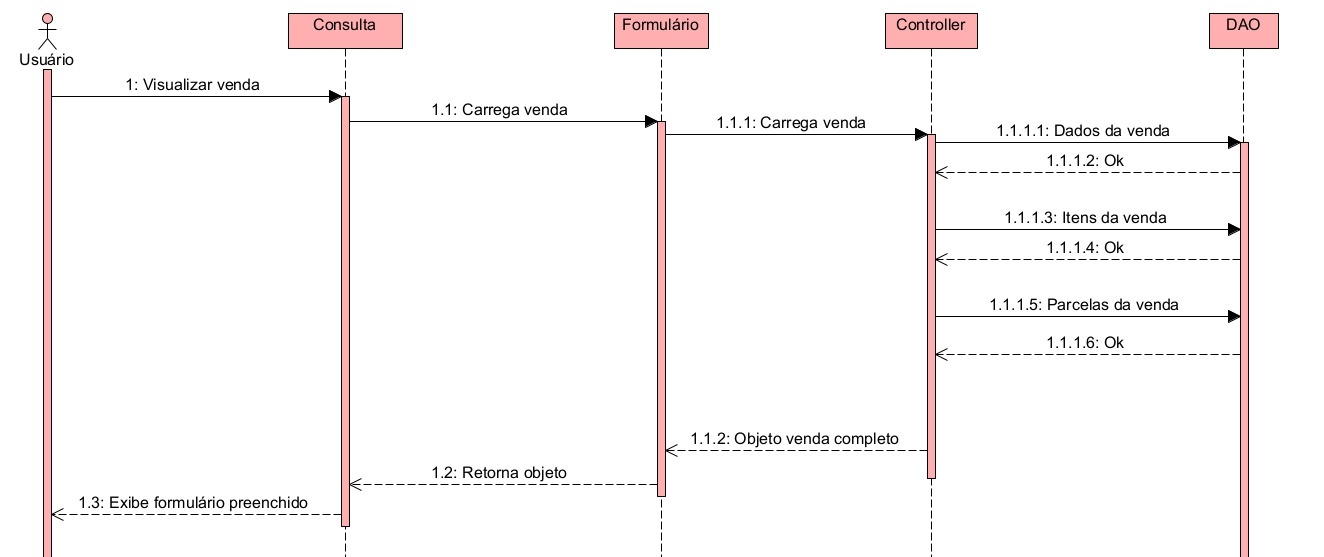 Usuário
Consulta
Formulário
Controller
DAO
1: Visualizar venda
1.1: Carrega venda
1.1.1: Carrega venda
1.1.1.1: Dados da venda
1.1.1.2: Ok
1.1.1.3: Itens da venda
1.1.1.4: Ok
1.1.1.5: Parcelas da venda
1.1.1.6: Ok
1.1.2: Objeto venda completo
1.2: Retorna objeto
1.3: Exibe formulário preenchido